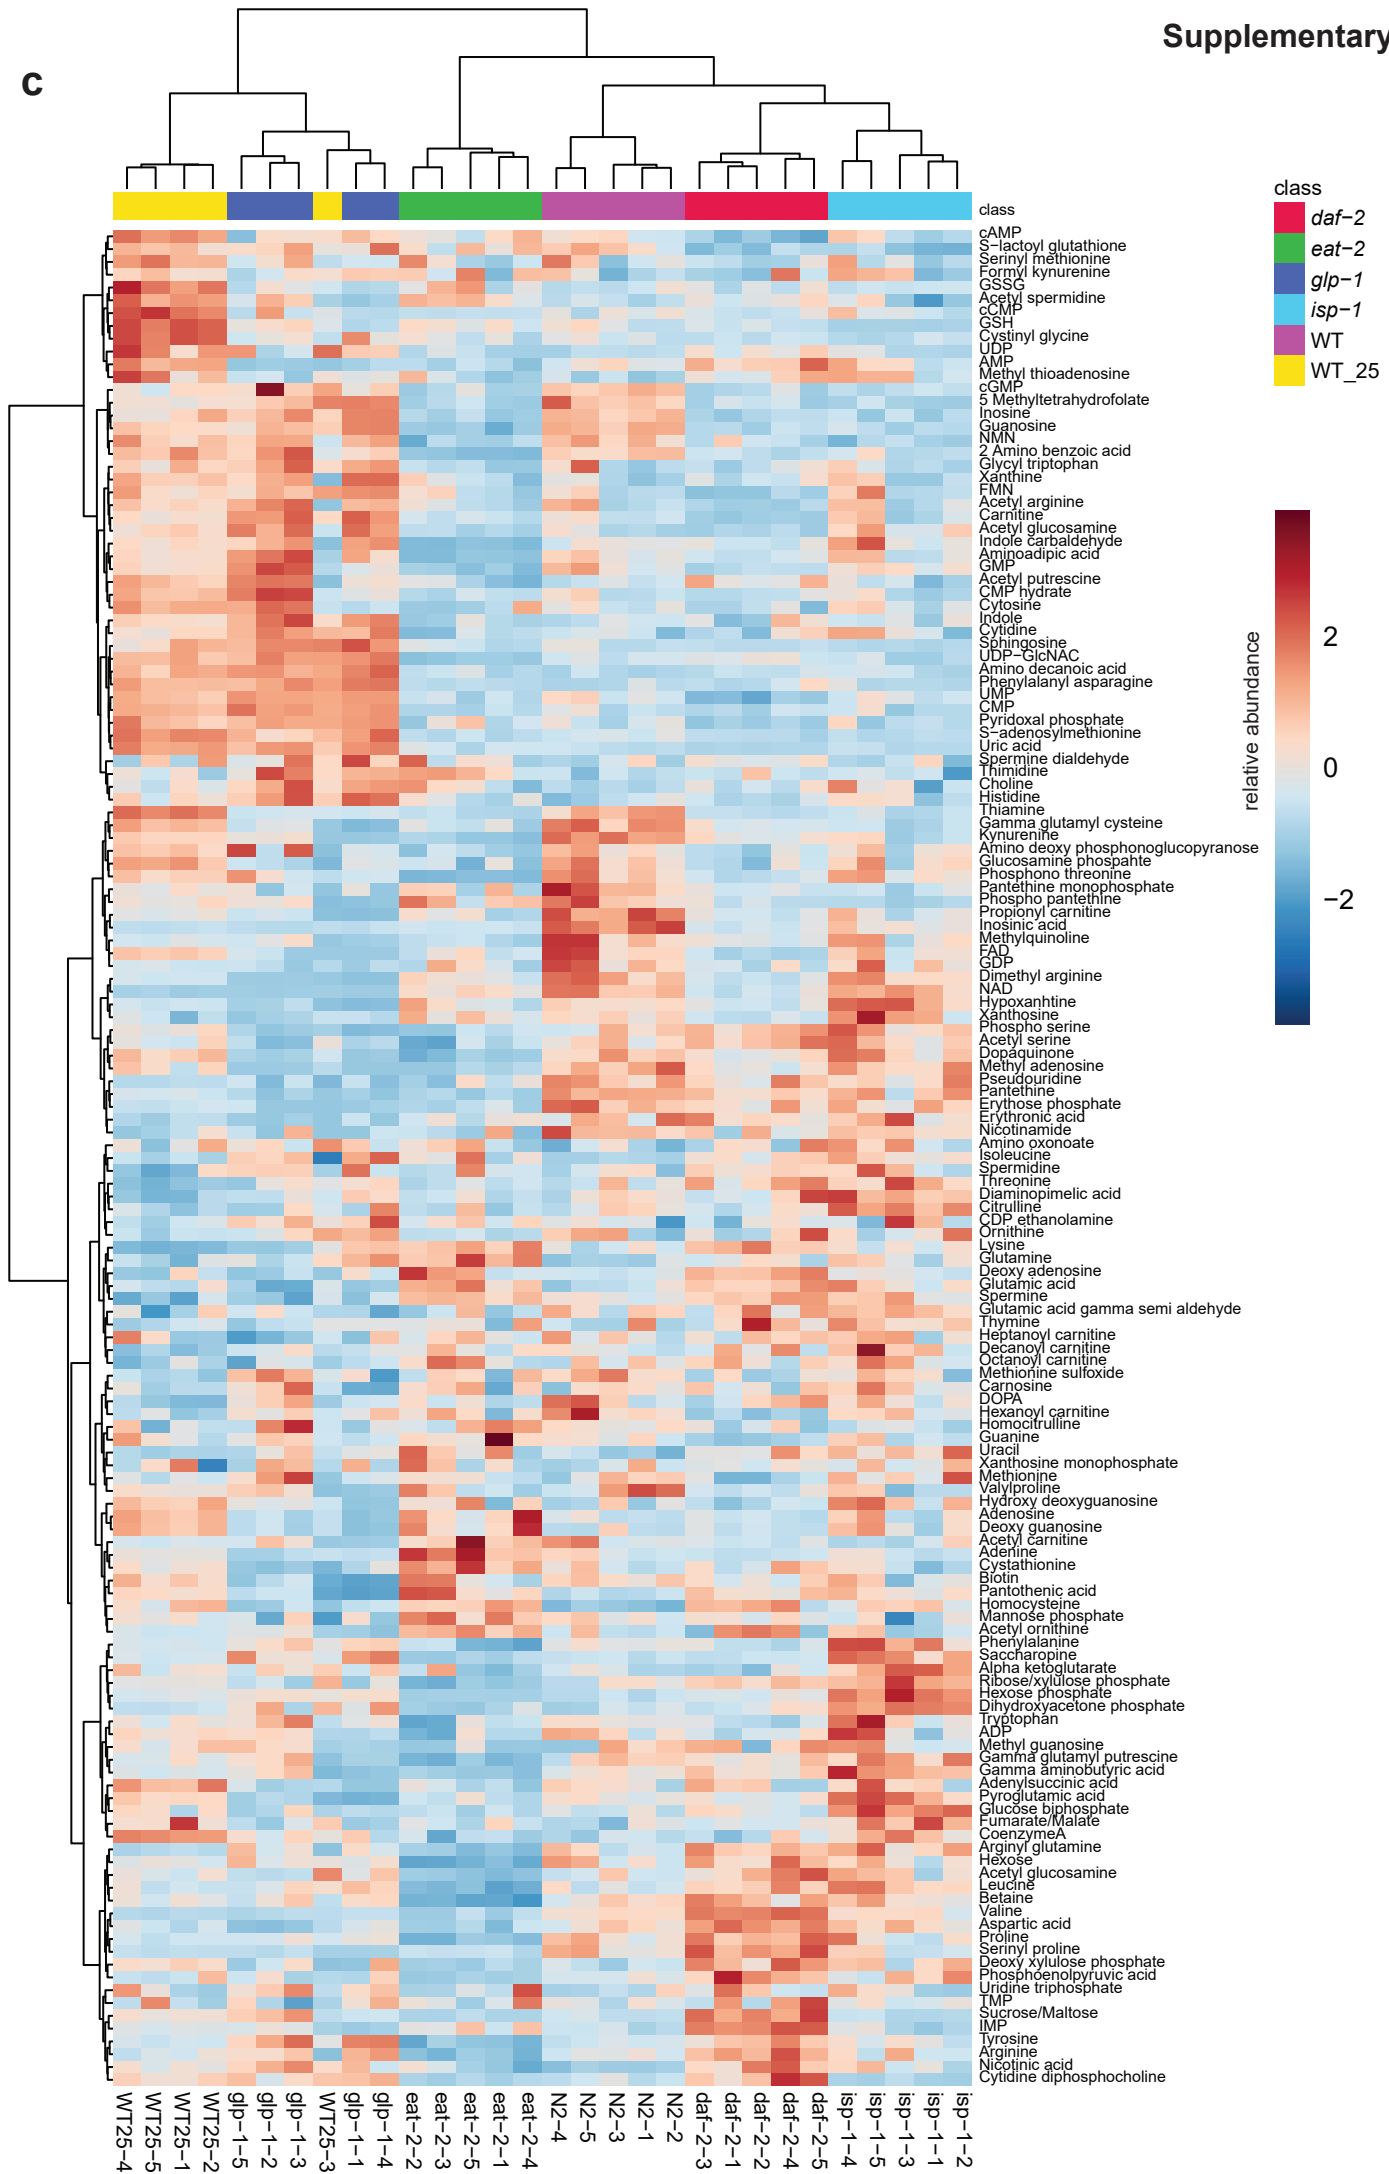 Supplementary
c
class
class
daf−2
eat−2
glp−1
isp−1
WT
WT_25
relative abundance
2
0
−2
cAMP
S−lactoyl glutathione
Serinyl methionine
Formyl kynurenine
GSSG
Acetyl spermidine
cCMP
GSH
Cystinyl glycine
UDP
AMP
Methyl thioadenosine
cGMP
5 Methyltetrahydrofolate
Inosine
Guanosine
NMN
2 Amino benzoic acid
Glycyl triptophan
Xanthine
FMN
Acetyl arginine
Carnitine
Acetyl glucosamine
Indole carbaldehyde
Aminoadipic acid
GMP
Acetyl putrescine
CMP hydrate
Cytosine
Indole
Cytidine
Sphingosine
UDP−GlcNAC
Amino decanoic acid
Phenylalanyl asparagine
UMP
CMP
Pyridoxal phosphate
S−adenosylmethionine
Uric acid
Spermine dialdehyde
Thimidine
Choline
Histidine
Thiamine
Gamma glutamyl cysteine
Kynurenine
Amino deoxy phosphonoglucopyranose
Glucosamine phospahte
Phosphono threonine
Pantethine monophosphate
Phospho pantethine
Propionyl carnitine
Inosinic acid
Methylquinoline
FAD
GDP
Dimethyl arginine
NAD
Hypoxanhtine
Xanthosine
Phospho serine
Acetyl serine
Dopaquinone
Methyl adenosine
Pseudouridine
Pantethine
Erythose phosphate
Erythronic acid
Nicotinamide
Amino oxonoate
Isoleucine
Spermidine
Threonine
Diaminopimelic acid
Citrulline
CDP ethanolamine
Ornithine
Lysine
Glutamine
Deoxy adenosine
Glutamic acid
Spermine
Glutamic acid gamma semi aldehyde
Thymine
Heptanoyl carnitine
Decanoyl carnitine
Octanoyl carnitine
Methionine sulfoxide
Carnosine
DOPA
Hexanoyl carnitine
Homocitrulline
Guanine
Uracil
Xanthosine monophosphate
Methionine
Valylproline
Hydroxy deoxyguanosine
Adenosine
Deoxy guanosine
Acetyl carnitine
Adenine
Cystathionine
Biotin
Pantothenic acid
Homocysteine
Mannose phosphate
Acetyl ornithine
Phenylalanine
Saccharopine
Alpha ketoglutarate
Ribose/xylulose phosphate
Hexose phosphate
Dihydroxyacetone phosphate
Tryptophan
ADP
Methyl guanosine
Gamma glutamyl putrescine
Gamma aminobutyric acid
Adenylsuccinic acid
Pyroglutamic acid
Glucose biphosphate
Fumarate/Malate
CoenzymeA
Arginyl glutamine
Hexose
Acetyl glucosamine
Leucine
Betaine
Valine
Aspartic acid
Proline
Serinyl proline
Deoxy xylulose phosphate
Phosphoenolpyruvic acid
Uridine triphosphate
TMP
Sucrose/Maltose
IMP
Tyrosine
Arginine
Nicotinic acid
Cytidine diphosphocholine
WT25−4
WT25−5
WT25−1
WT25−2
glp−1−5
glp−1−2
glp−1−3
WT25−3
glp−1−1
glp−1−4
eat−2−2
eat−2−3
eat−2−5
eat−2−1
eat−2−4
N2−4
N2−5
N2−3
N2−1
N2−2
daf−2−3
daf−2−1
daf−2−2
daf−2−4
daf−2−5
isp−1−4
isp−1−5
isp−1−3
isp−1−1
isp−1−2